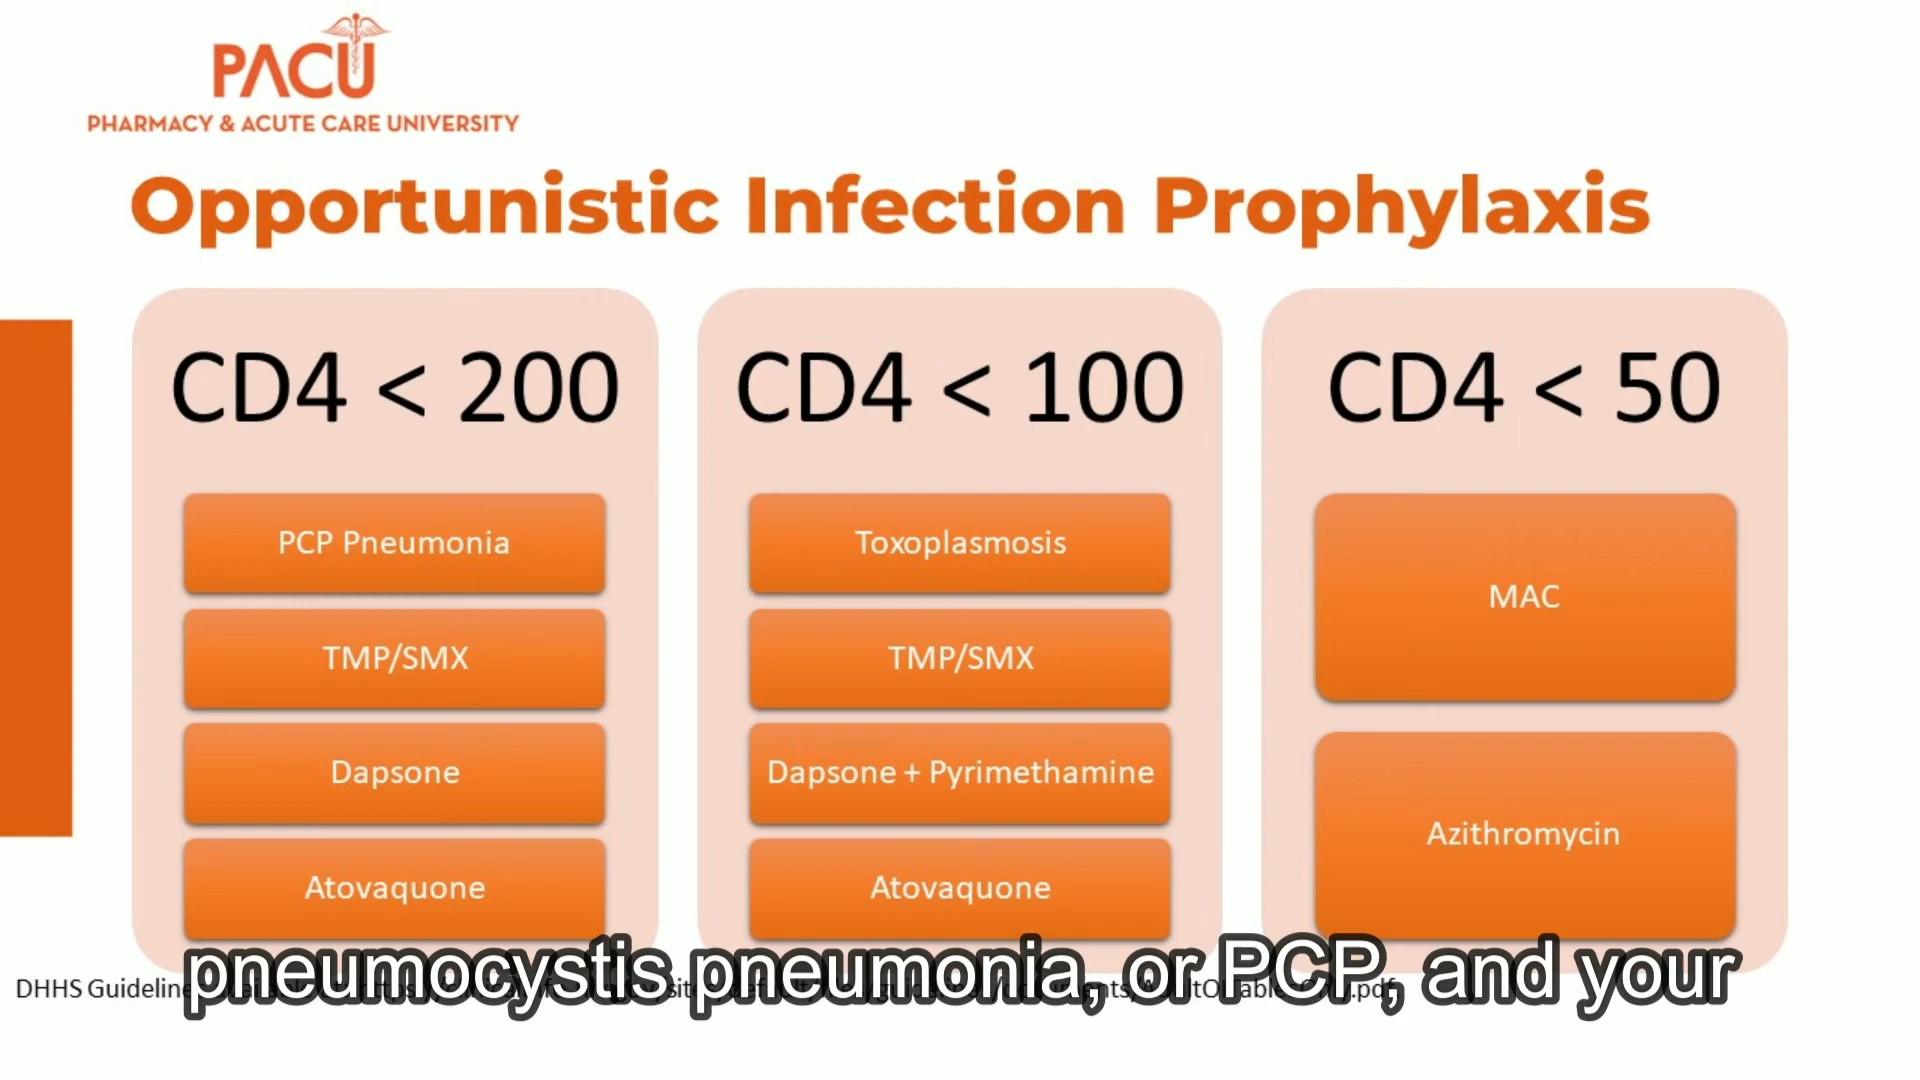 PACU
PHARMACY & ACUTE CARE UNIVERSITY
Opportunistic Infection Prophylaxis
CD4 < 200
PCP Pneumonia
TMP/SMX
Dapsone
Atovaquone
CD4 < 100
Toxoplasmosis
TMP/SMX
Dapsone + Pyrimethamine
Atovaquone
CD4 < 50
MAC
Azithromycin
DHHS
pneumocystis pneumonia, or PCP, and your